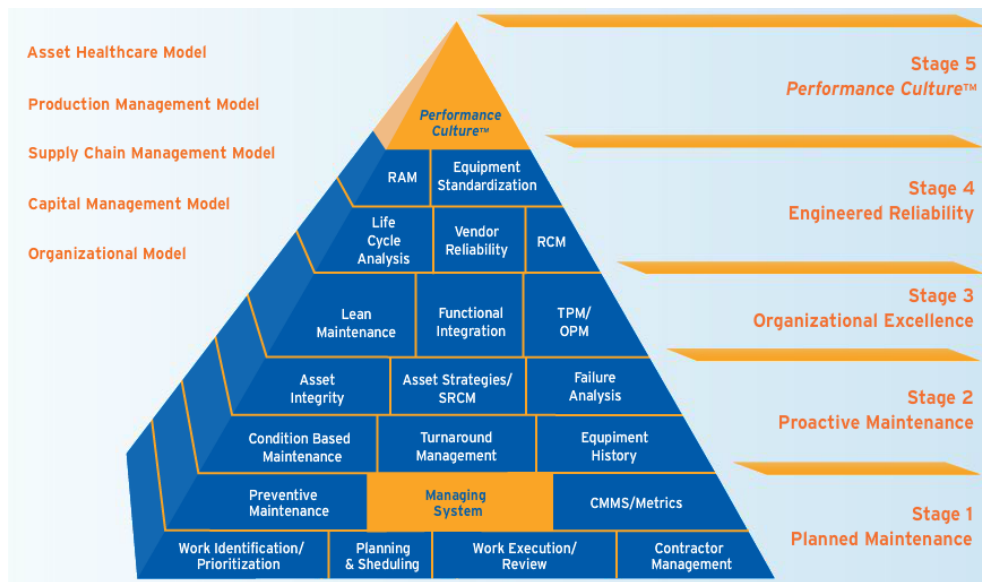 Asset Healthcare Model
Production Management Model
Supply Chain Management Model
Capital Management Model
Organizational Model
Performance
Culture™
RAM
Equipment
Standardization
Life
Cycle
Analysis
Vendor
Reliability
RCM
Lean
Maintenance
Functional
Integration
TPM/
OPM
Asset
Integrity
Asset Strategies/
SRCM
Failure
Analysis
Condition Based
Maintenance
Turnaround
Management
Equpiment
History
Preventive
Maintenance
Managing
System
CMMS/Metrics
Work Identification/
Prioritization
Planning
& Sheduling
Work Execution/
Review
Contractor
Management
Stage 5
Performance Culture™
Stage 4
Engineered Reliability
Stage 3
Organizational Excellence
Stage 2
Proactive Maintenance
Stage 1
Planned Maintenance